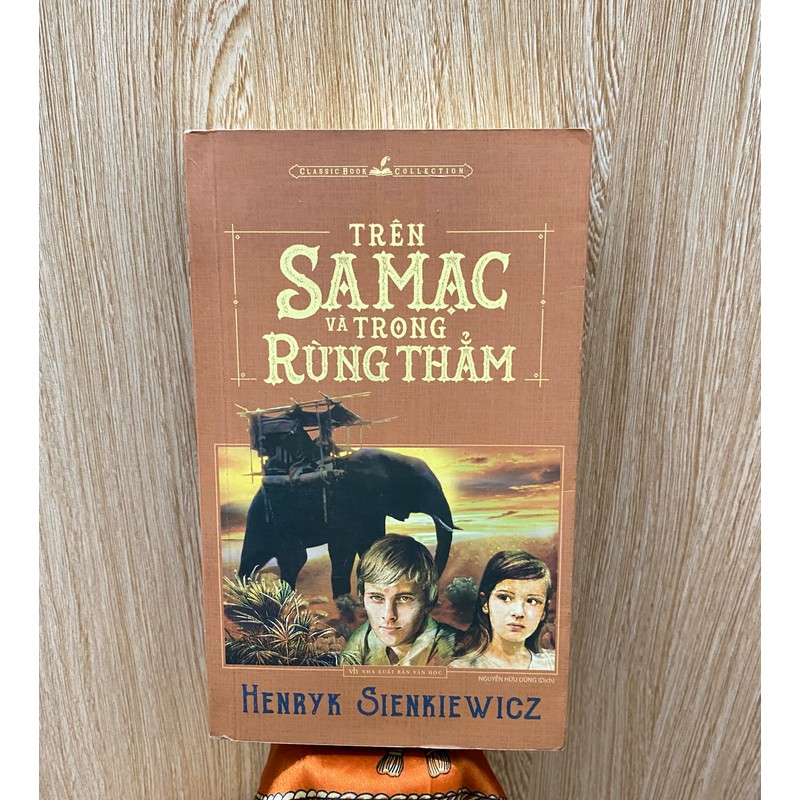 CLASSIC BOOK COLLECTION
TRÊN
SA MẠC
VÀ TRONG
RỪNG THẲM
vh NHÀ XUẤT BẢN VĂN HỌC
NGUYỄN HỮU DŨNG (Dịch)
HENRYK SIENKIEWICZ